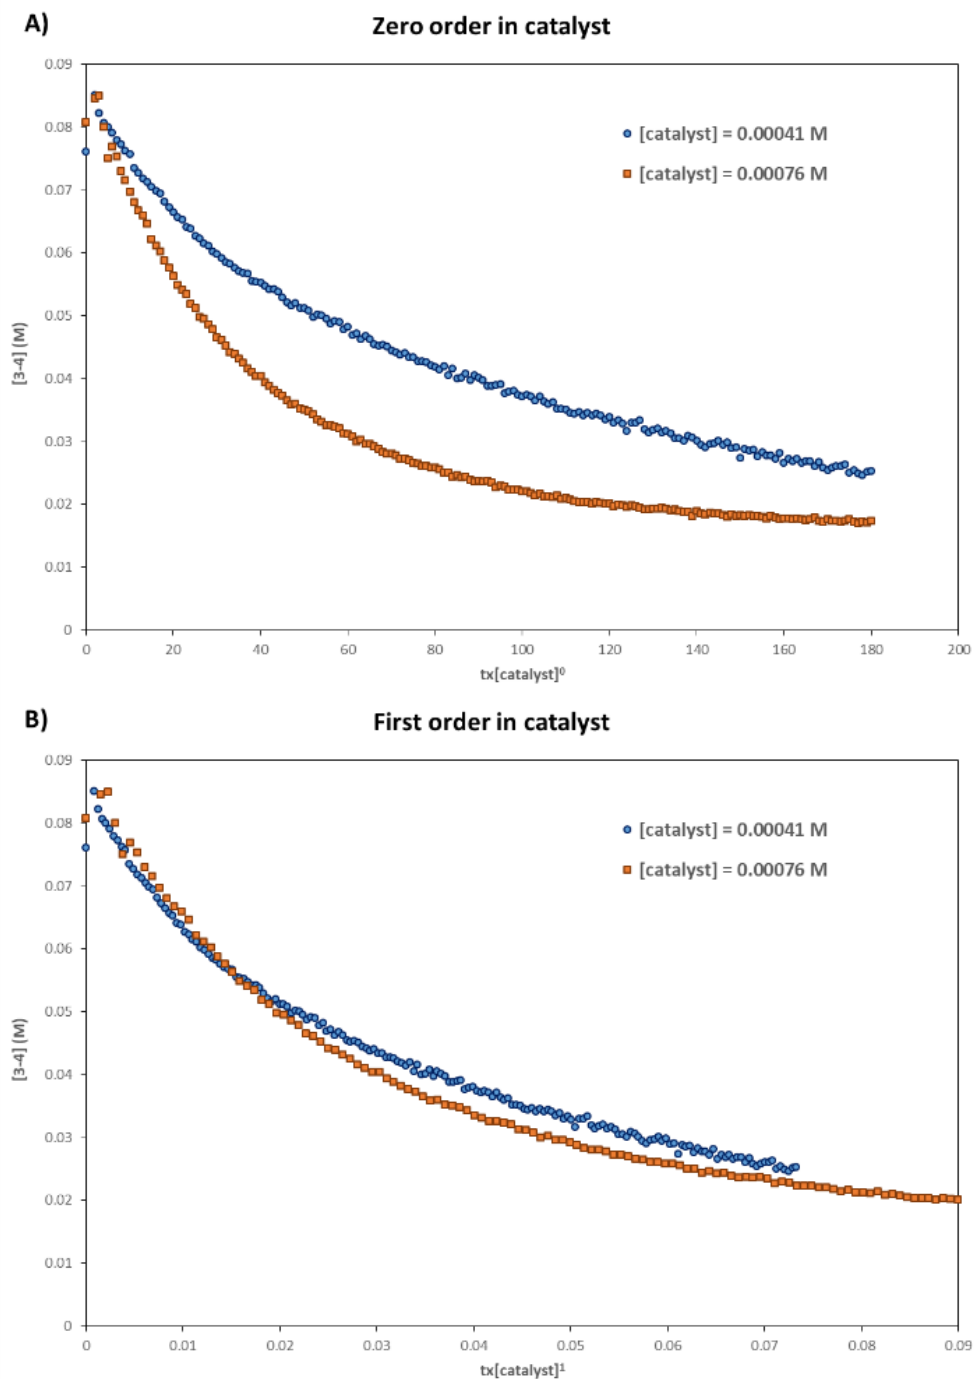 A)
Zero order in catalyst
0.09
0.08
0.07
0.06
0.05
0.04
0.03
0.02
0.01
0
[3-4] (M)
[catalyst] = 0.00041 M
[catalyst] = 0.00076 M
0 20 40 60 80 100 120 140 160 180 200
tx[catalyst]⁰
B)
First order in catalyst
0.09
0.08
0.07
0.06
0.05
0.04
0.03
0.02
0.01
0
[3-4] (M)
[catalyst] = 0.00041 M
[catalyst] = 0.00076 M
0 0.01 0.02 0.03 0.04 0.05 0.06 0.07 0.08 0.09
tx[catalyst]¹